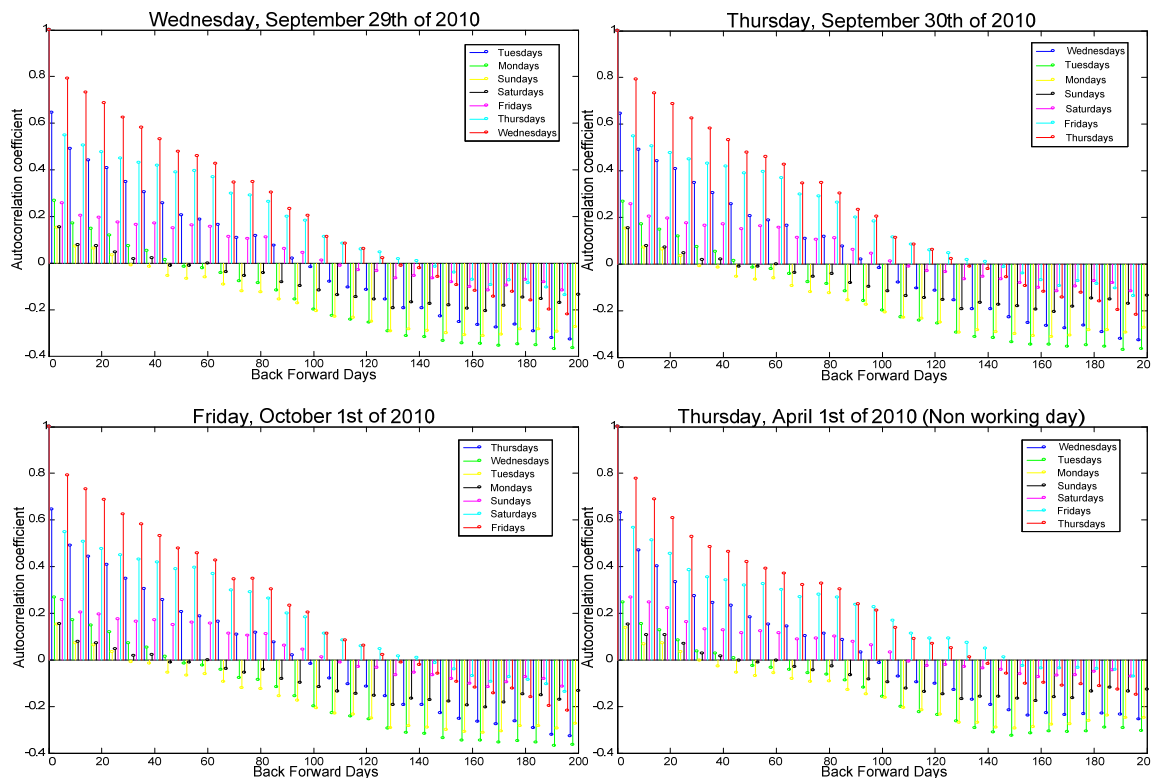 Wednesday, September 29th of 2010
1
0.8
0.6
0.4
0.2
0
-0.2
-0.4
Autocorrelation coefficient
Tuesdays
Mondays
Sundays
Saturdays
Fridays
Thursdays
Wednesdays
0 20 40 60 80 100 120 140 160 180 200
Back Forward Days
Thursday, September 30th of 2010
1
0.8
0.6
0.4
0.2
0
-0.2
-0.4
Autocorrelation coefficient
Wednesdays
Tuesdays
Mondays
Sundays
Saturdays
Fridays
Thursdays
0 20 40 60 80 100 120 140 160 180 200
Back Forward Days
Friday, October 1st of 2010
1
0.8
0.6
0.4
0.2
0
-0.2
-0.4
Autocorrelation coefficient
Thursdays
Wednesdays
Tuesdays
Mondays
Sundays
Saturdays
Fridays
0 20 40 60 80 100 120 140 160 180 200
Back Forward Days
Thursday, April 1st of 2010 (Non working day)
1
0.8
0.6
0.4
0.2
0
-0.2
-0.4
Autocorrelation coefficient
Wednesdays
Tuesdays
Mondays
Sundays
Saturdays
Fridays
Thursdays
0 20 40 60 80 100 120 140 160 180 200
Back Forward Days